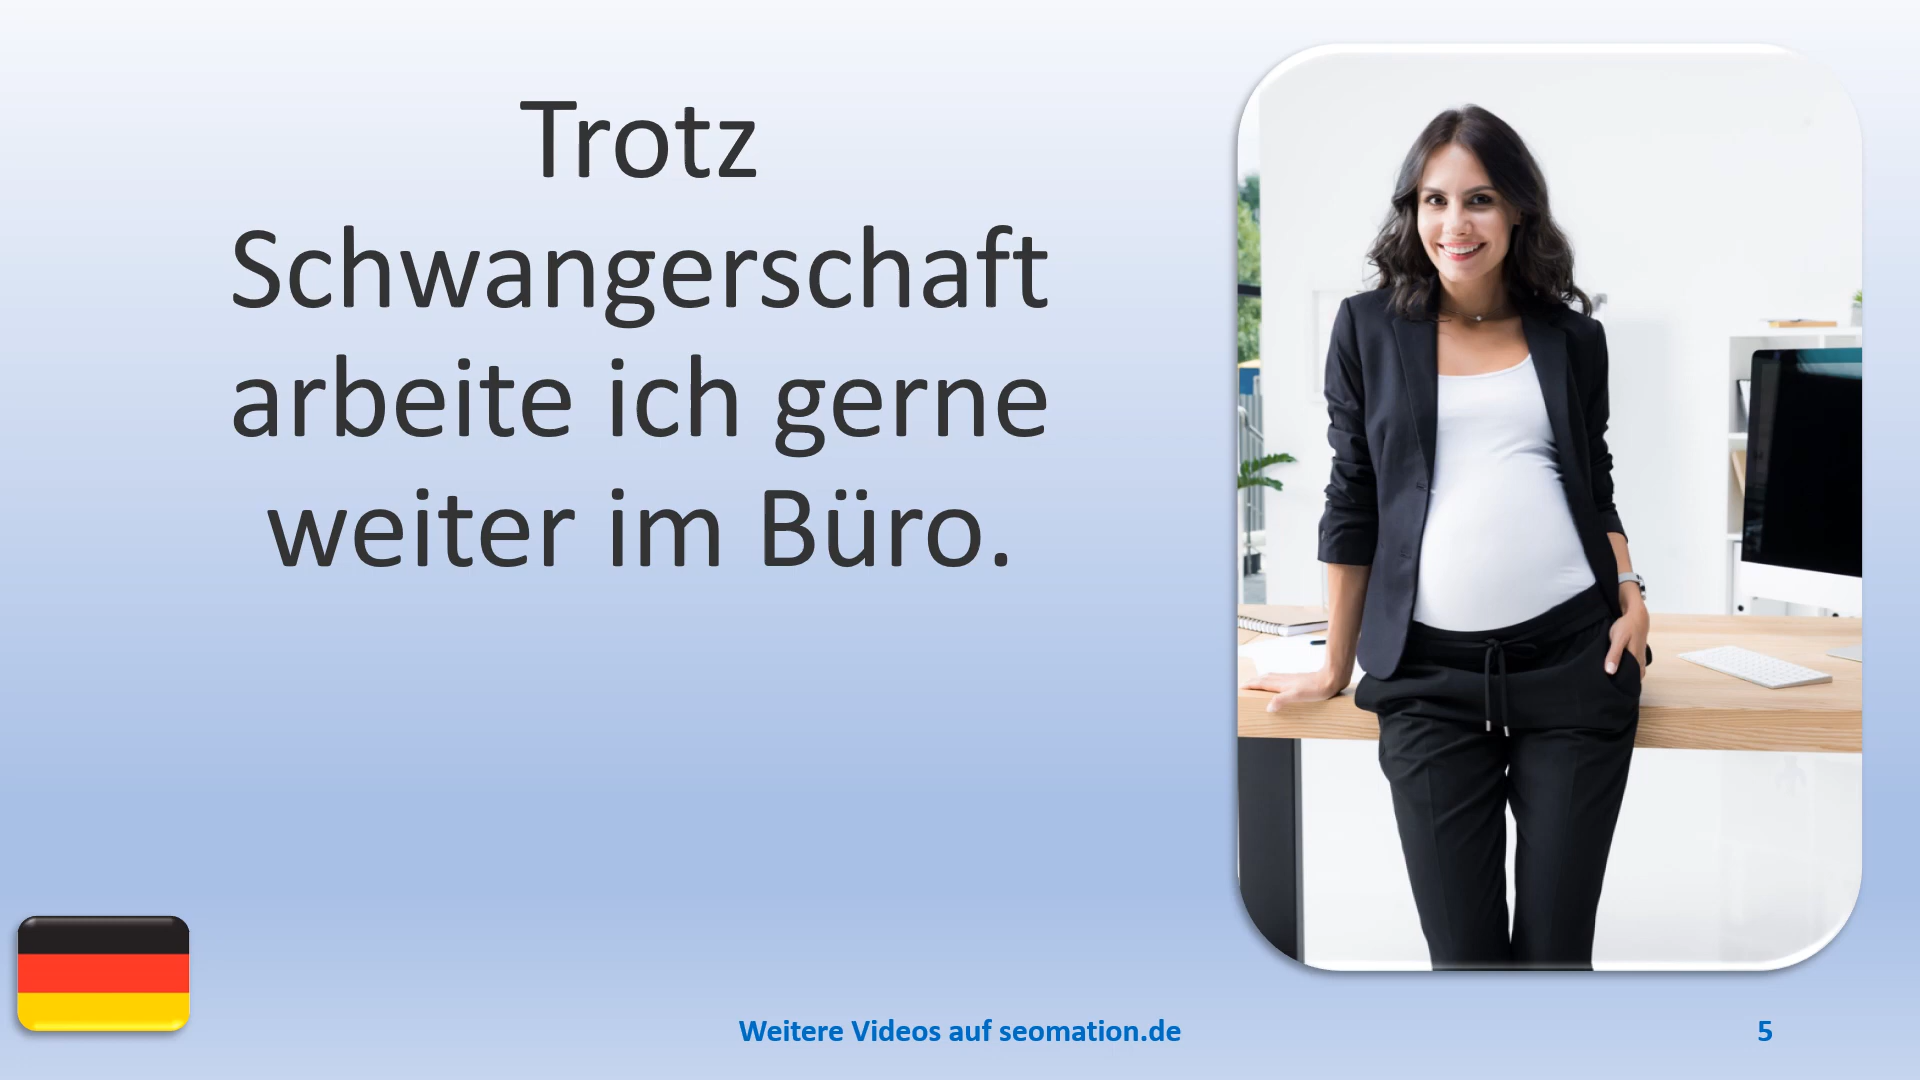 Trotz
Schwangerschaft
arbeite ich gerne
weiter im Büro.
Weitere Videos auf seomation.de
5